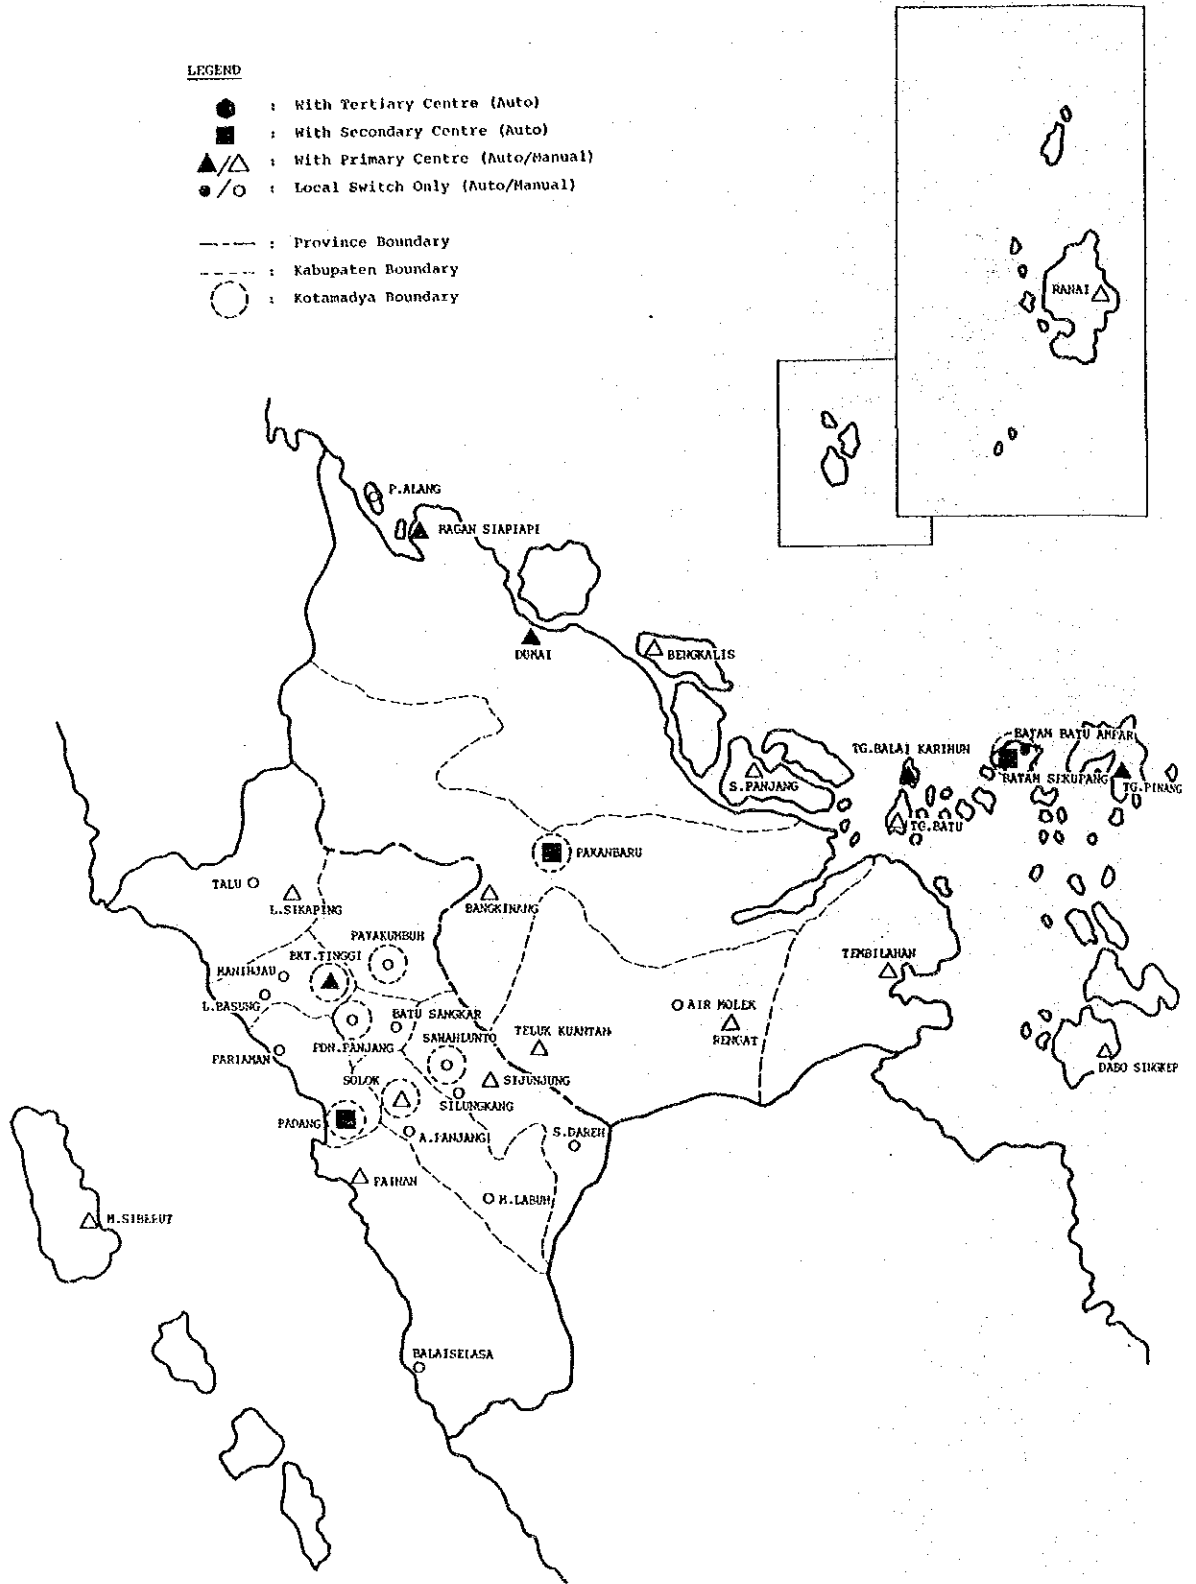 LEGEND
: With Tertiary Centre (Auto)
: With Secondary Centre (Auto)
/ : With Primary Centre (Auto/Manual)
/ : Local Switch Only (Auto/Manual)
: Province Boundary
: Kabupaten Boundary
: Kotamadya Boundary
RANAI
P.ALANG
BAGAN SIAPIAPI
DUMAI
BENGKALIS
BATAM BATU AMPAR
TG.BALAI KARIMUN
BATAM SIKUPANG
S.PANJANG
TG.PINANG
TG.BATU
PAKANBARU
TALU
L.SIKAPING
BANGKINANG
PAYAKUMBUH
BKT.TINGGI
TEMBILAHAN
MANINJAU
L.BASUNG
AIR MOLEK
BATU SANGKAR
TELUK KUANTAN
RENGAT
SAWAHLUNTO
PDN.PANJANG
PARIAMAN
DABO SINGKEP
SOLOK
SIJUNJUNG
SILUNGKANG
PADANG
A.PANJANG
S.DAREH
PAINAN
M.LABUH
M.SIBERUT
BALAISELASA